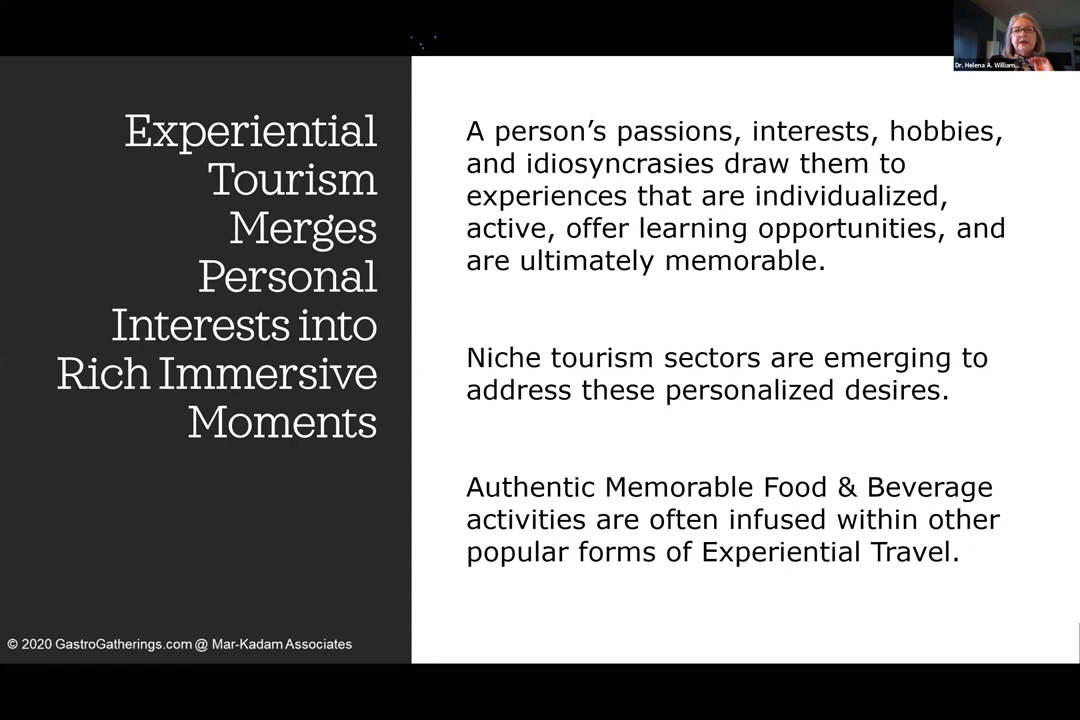 Dr. Helena A. William...
Experiential
Tourism
Merges
Personal
Interests into
Rich Immersive
Moments
A person’s passions, interests, hobbies,
and idiosyncrasies draw them to
experiences that are individualized,
active, offer learning opportunities, and
are ultimately memorable.
Niche tourism sectors are emerging to
address these personalized desires.
Authentic Memorable Food & Beverage
activities are often infused within other
popular forms of Experiential Travel.
© 2020 GastroGatherings.com @ Mar-Kadam Associates